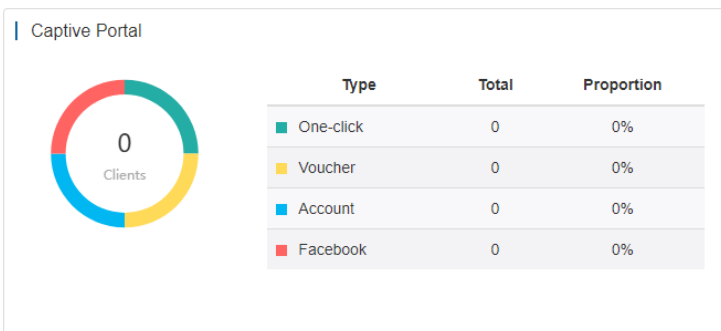 Captive Portal
0
Clients
Type Total Proportion
One-click 0 0%
Voucher 0 0%
Account 0 0%
Facebook 0 0%